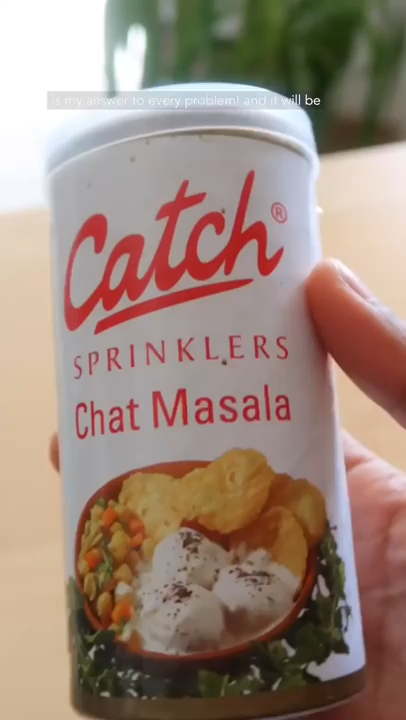 is my answer to every problem! and it will be
Catch®
SPRINKLERS
Chat Masala